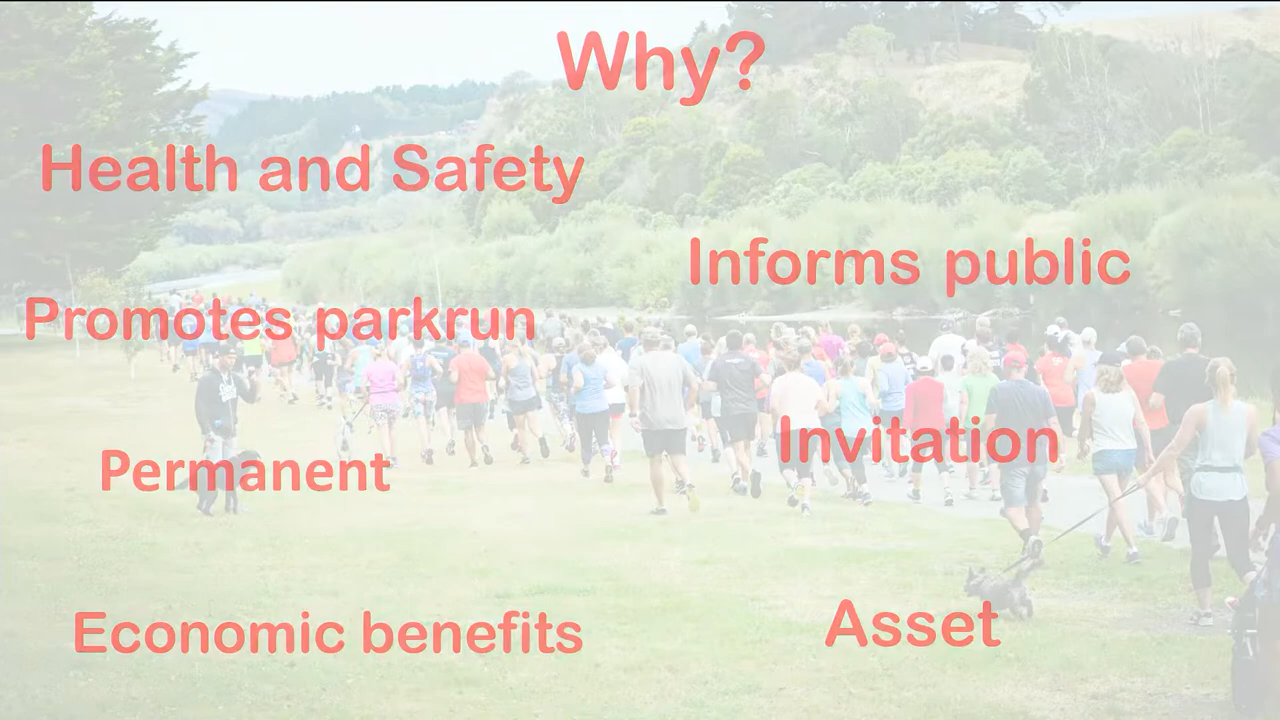 Why?
Health and Safety
Informs public
Promotes parkrun
Invitation
Permanent
Economic benefits
Asset